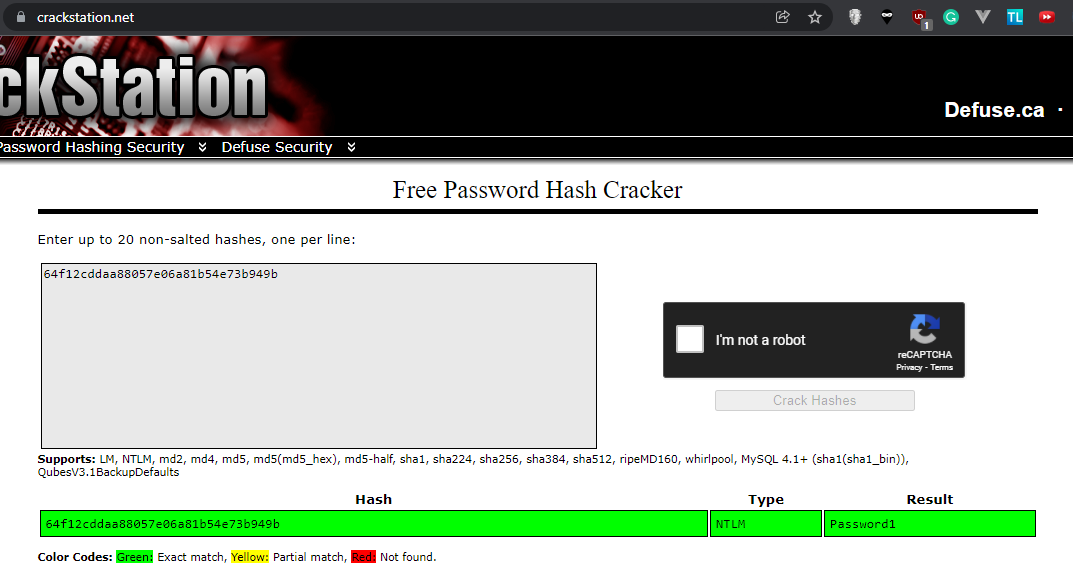 crackstation.net
UD
1
TL
ckStation
Defuse.ca ·
Password Hashing Security Defuse Security
Free Password Hash Cracker
Enter up to 20 non-salted hashes, one per line:
64f12cddaa88057e06a81b54e73b949b
I'm not a robot
reCAPTCHA
Privacy - Terms
Crack Hashes
Supports: LM, NTLM, md2, md4, md5, md5(md5_hex), md5-half, sha1, sha224, sha256, sha384, sha512, ripeMD160, whirlpool, MySQL 4.1+ (sha1(sha1_bin)),
QubesV3.1BackupDefaults
Hash Type Result
64f12cddaa88057e06a81b54e73b949b NTLM Password1
Color Codes: Green: Exact match, Yellow: Partial match, Red: Not found.